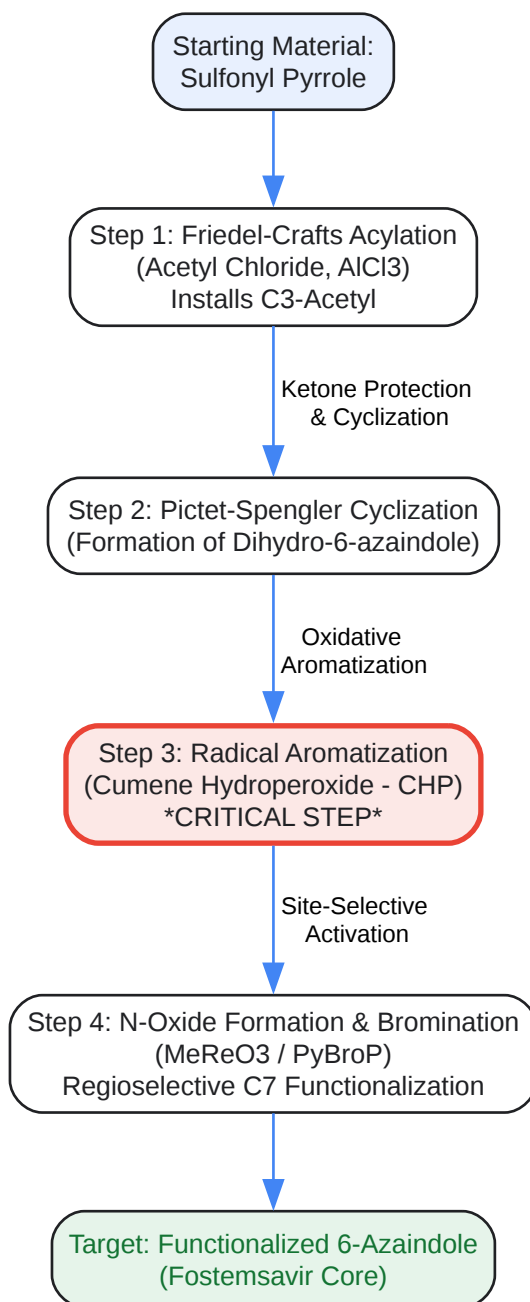 Starting Material:
Sulfonyl Pyrrole
Step 1: Friedel-Crafts Acylation
(Acetyl Chloride, AlCl3)
Installs C3-Acetyl
Ketone Protection
& Cyclization
Step 2: Pictet-Spengler Cyclization
(Formation of Dihydro-6-azaindole)
Oxidative
Aromatization
Step 3: Radical Aromatization
(Cumene Hydroperoxide - CHP)
*CRITICAL STEP*
Site-Selective
Activation
Step 4: N-Oxide Formation & Bromination
(MeReO3 / PyBroP)
Regioselective C7 Functionalization
Target: Functionalized 6-Azaindole
(Fostemsavir Core)